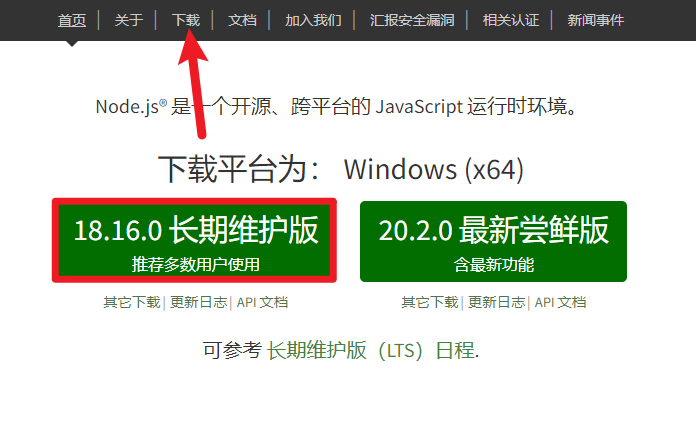 首页 | 关于 | 下载 | 文档 | 加入我们 | 汇报安全漏洞 | 相关认证 | 新闻事件
Node.js® 是一个开源、跨平台的 JavaScript 运行时环境。
下载平台为： Windows (x64)
18.16.0 长期维护版
推荐多数用户使用
20.2.0 最新尝鲜版
含最新功能
其它下载 | 更新日志 | API 文档
其它下载 | 更新日志 | API 文档
可参考 长期维护版（LTS）日程.